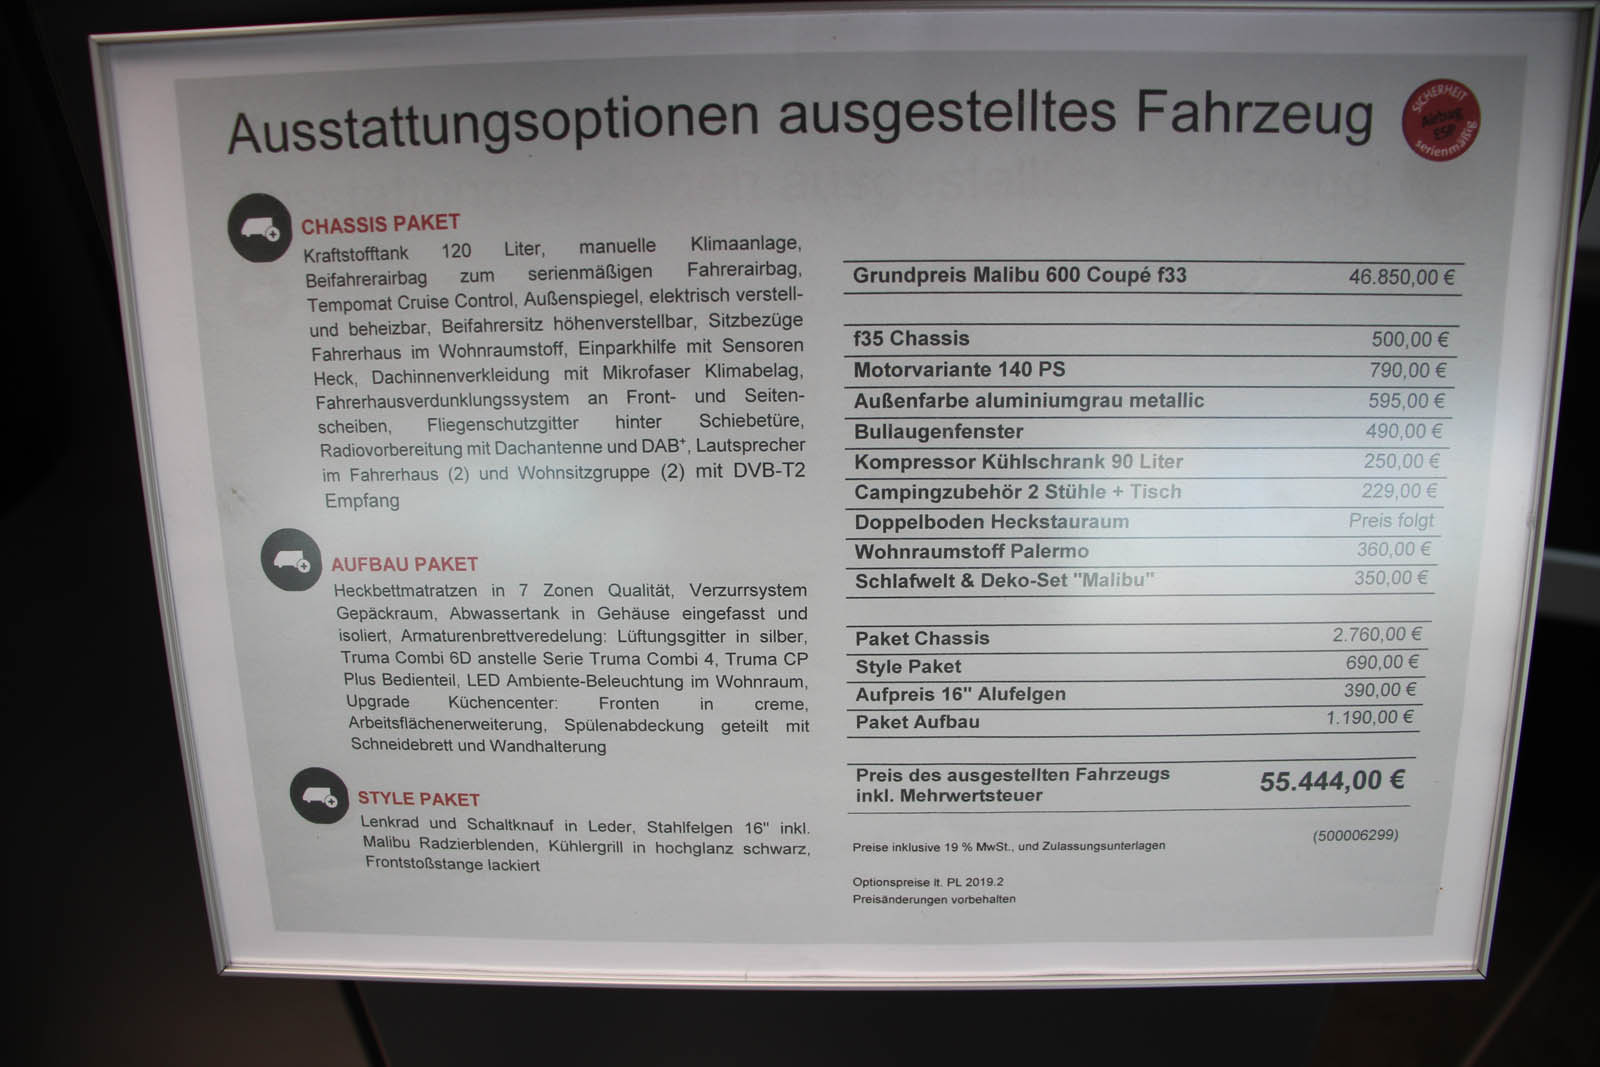 Ausstattungsoptionen ausgestelltes Fahrzeug
SICHERHEIT
Airbag
ESP
serienmäßig
CHASSIS PAKET
Kraftstofftank 120 Liter, manuelle Klimaanlage,
Beifahrerairbag zum serienmäßigen Fahrerairbag,
Tempomat Cruise Control, Außenspiegel, elektrisch verstell-
und beheizbar, Beifahrersitz höhenverstellbar, Sitzbezüge
Fahrerhaus im Wohnraumstoff, Einparkhilfe mit Sensoren
Heck, Dachinnenverkleidung mit Mikrofaser Klimabelag,
Fahrerhausverdunklungssystem an Front- und Seiten-
scheiben, Fliegenschutzgitter hinter Schiebetüre,
Radiovorbereitung mit Dachantenne und DAB+, Lautsprecher
im Fahrerhaus (2) und Wohnsitzgruppe (2) mit DVB-T2
Empfang
AUFBAU PAKET
Heckbettmatratzen in 7 Zonen Qualität, Verzurrsystem
Gepäckraum, Abwassertank in Gehäuse eingefasst und
isoliert, Armaturenbrettveredelung: Lüftungsgitter in silber,
Truma Combi 6D anstelle Serie Truma Combi 4, Truma CP
Plus Bedienteil, LED Ambiente-Beleuchtung im Wohnraum,
Upgrade Küchencenter: Fronten in creme,
Arbeitsflächenerweiterung, Spülenabdeckung geteilt mit
Schneidebrett und Wandhalterung
STYLE PAKET
Lenkrad und Schaltknauf in Leder, Stahlfelgen 16" inkl.
Malibu Radzierblenden, Kühlergrill in hochglanz schwarz,
Frontstoßstange lackiert
Grundpreis Malibu 600 Coupé f33 46.850,00 €
f35 Chassis 500,00 €
Motorvariante 140 PS 790,00 €
Außenfarbe aluminiumgrau metallic 595,00 €
Bullaugenfenster 490,00 €
Kompressor Kühlschrank 90 Liter 250,00 €
Campingzubehör 2 Stühle + Tisch 229,00 €
Doppelboden Heckstauraum Preis folgt
Wohnraumstoff Palermo 360,00 €
Schlafwelt & Deko-Set "Malibu" 350,00 €
Paket Chassis 2.760,00 €
Style Paket 690,00 €
Aufpreis 16" Alufelgen 390,00 €
Paket Aufbau 1.190,00 €
Preis des ausgestellten Fahrzeugs
inkl. Mehrwertsteuer 55.444,00 €
(500006299)
Preise inklusive 19 % MwSt., und Zulassungsunterlagen
Optionspreise lt. PL 2019.2
Preisänderungen vorbehalten